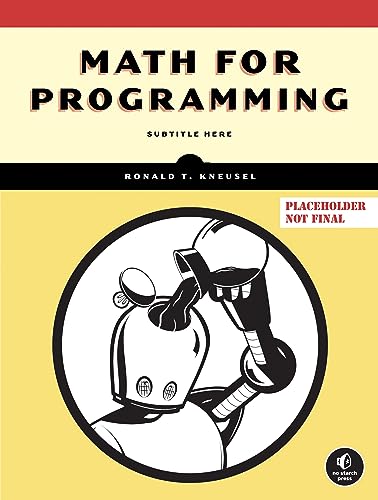 MATH FOR
PROGRAMMING
SUBTITLE HERE
RONALD T. KNEUSEL
PLACEHOLDER
NOT FINAL
no starch
press